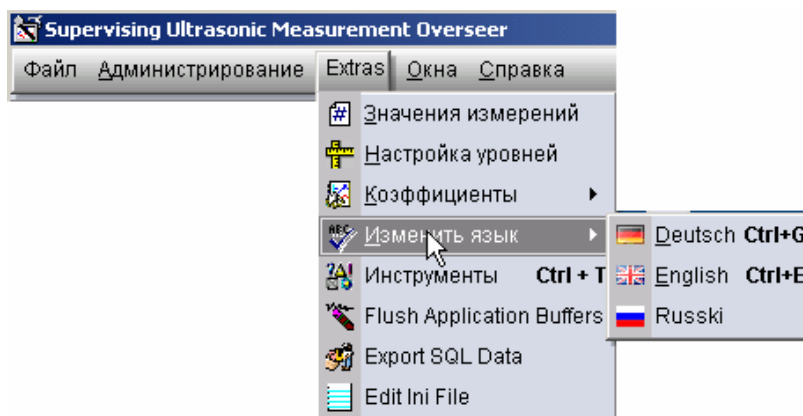 Supervising Ultrasonic Measurement Overseer
Файл Администрирование Extras Окна Справка
Значения измерений
Настройка уровней
Коэффициенты
Изменить язык
Deutsch Ctrl+G
Инструменты Ctrl + T
English Ctrl+E
Flush Application Buffers
Russki
Export SQL Data
Edit Ini File